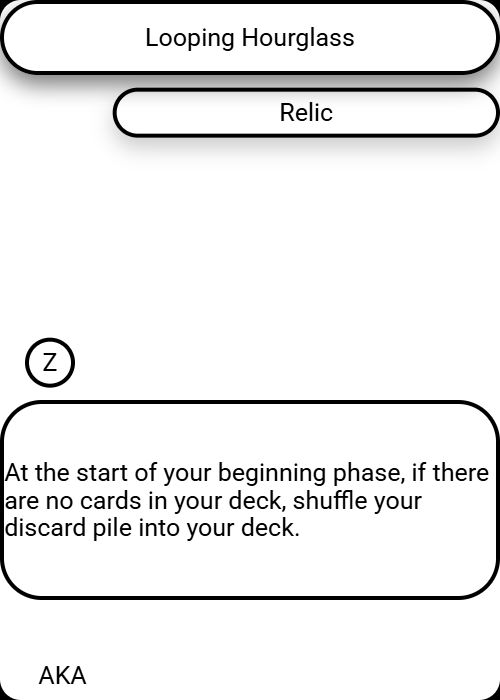 Looping Hourglass
Relic
Z
At the start of your beginning phase, if there
are no cards in your deck, shuffle your
discard pile into your deck.
AKA